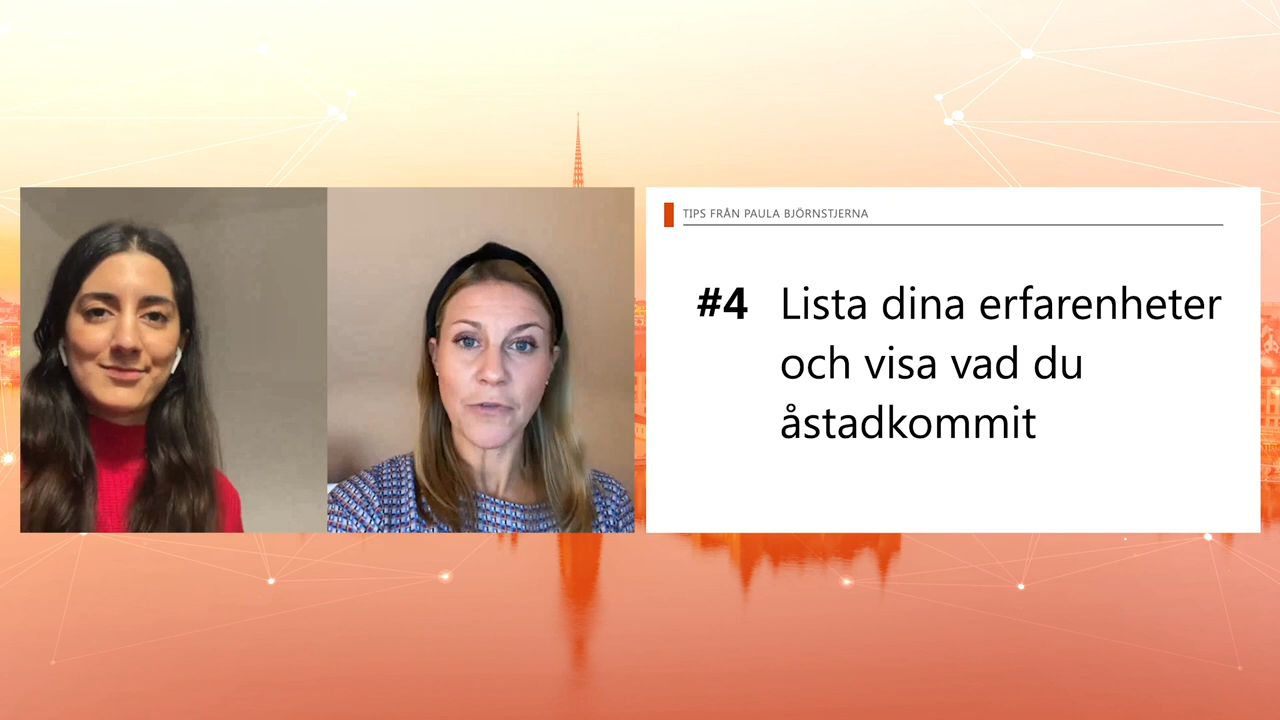 TIPS FRÅN PAULA BJÖRNSTJERNA
#4 Lista dina erfarenheter
och visa vad du
åstadkommit